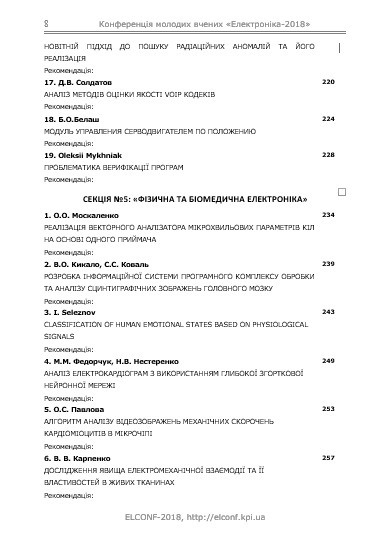 8 Конференція молодих вчених «Електроніка-2018»
НОВІТНІЙ ПІДХІД ДО ПОШУКУ РАДІАЦІЙНИХ АНОМАЛІЙ ТА ЙОГО
РЕАЛІЗАЦІЯ
Рекомендація:
17. Д.В. Солдатов 220
АНАЛІЗ МЕТОДІВ ОЦІНКИ ЯКОСТІ VOIP КОДЕКІВ
Рекомендація:
18. Б.О.Белаш 224
МОДУЛЬ УПРАВЛЕНИЯ СЕРВОДВИГАТЕЛЕМ ПО ПОЛОЖЕНИЮ
Рекомендація:
19. Oleksii Mykhniak 228
ПРОБЛЕМАТИКА ВЕРИФІКАЦІЇ ПРОГРАМ
Рекомендація:
СЕКЦІЯ №5: «ФІЗИЧНА ТА БІОМЕДИЧНА ЕЛЕКТРОНІКА»
1. О.О. Москаленко 234
РЕАЛІЗАЦІЯ ВЕКТОРНОГО АНАЛІЗАТОРА МІКРОХВИЛЬОВИХ ПАРАМЕТРІВ КІЛ
НА ОСНОВІ ОДНОГО ПРИЙМАЧА
Рекомендація:
2. В.О. Кикало, С.С. Коваль 239
РОЗРОБКА ІНФОРМАЦІЙНОЇ СИСТЕМИ ПРОГРАМНОГО КОМПЛЕКСУ ОБРОБКИ
ТА АНАЛІЗУ СЦИНТИГРАФІЧНИХ ЗОБРАЖЕНЬ ГОЛОВНОГО МОЗКУ
Рекомендація:
3. I. Seleznov 243
CLASSIFICATION OF HUMAN EMOTIONAL STATES BASED ON PHYSIOLOGICAL
SIGNALS
Рекомендація:
4. М.М. Федорчук, Н.В. Нестеренко 249
АНАЛІЗ ЕЛЕКТРОКАРДІОГРАМ З ВИКОРИСТАННЯМ ГЛИБОКОЇ ЗГОРТКОВОЇ
НЕЙРОННОЇ МЕРЕЖІ
Рекомендація:
5. О.С. Павлова 253
АЛГОРИТМ АНАЛІЗУ ВІДЕОЗОБРАЖЕНЬ МЕХАНІЧНИХ СКОРОЧЕНЬ
КАРДІОМІОЦИТІВ В МІКРОЧІПІ
Рекомендація:
6. В. В. Карпенко 257
ДОСЛІДЖЕННЯ ЯВИЩА ЕЛЕКТРОМЕХАНІЧНОЇ ВЗАЄМОДІЇ ТА ЇЇ
ВЛАСТИВОСТЕЙ В ЖИВИХ ТКАНИНАХ
Рекомендація:
ELCONF-2018, http://elconf.kpi.ua